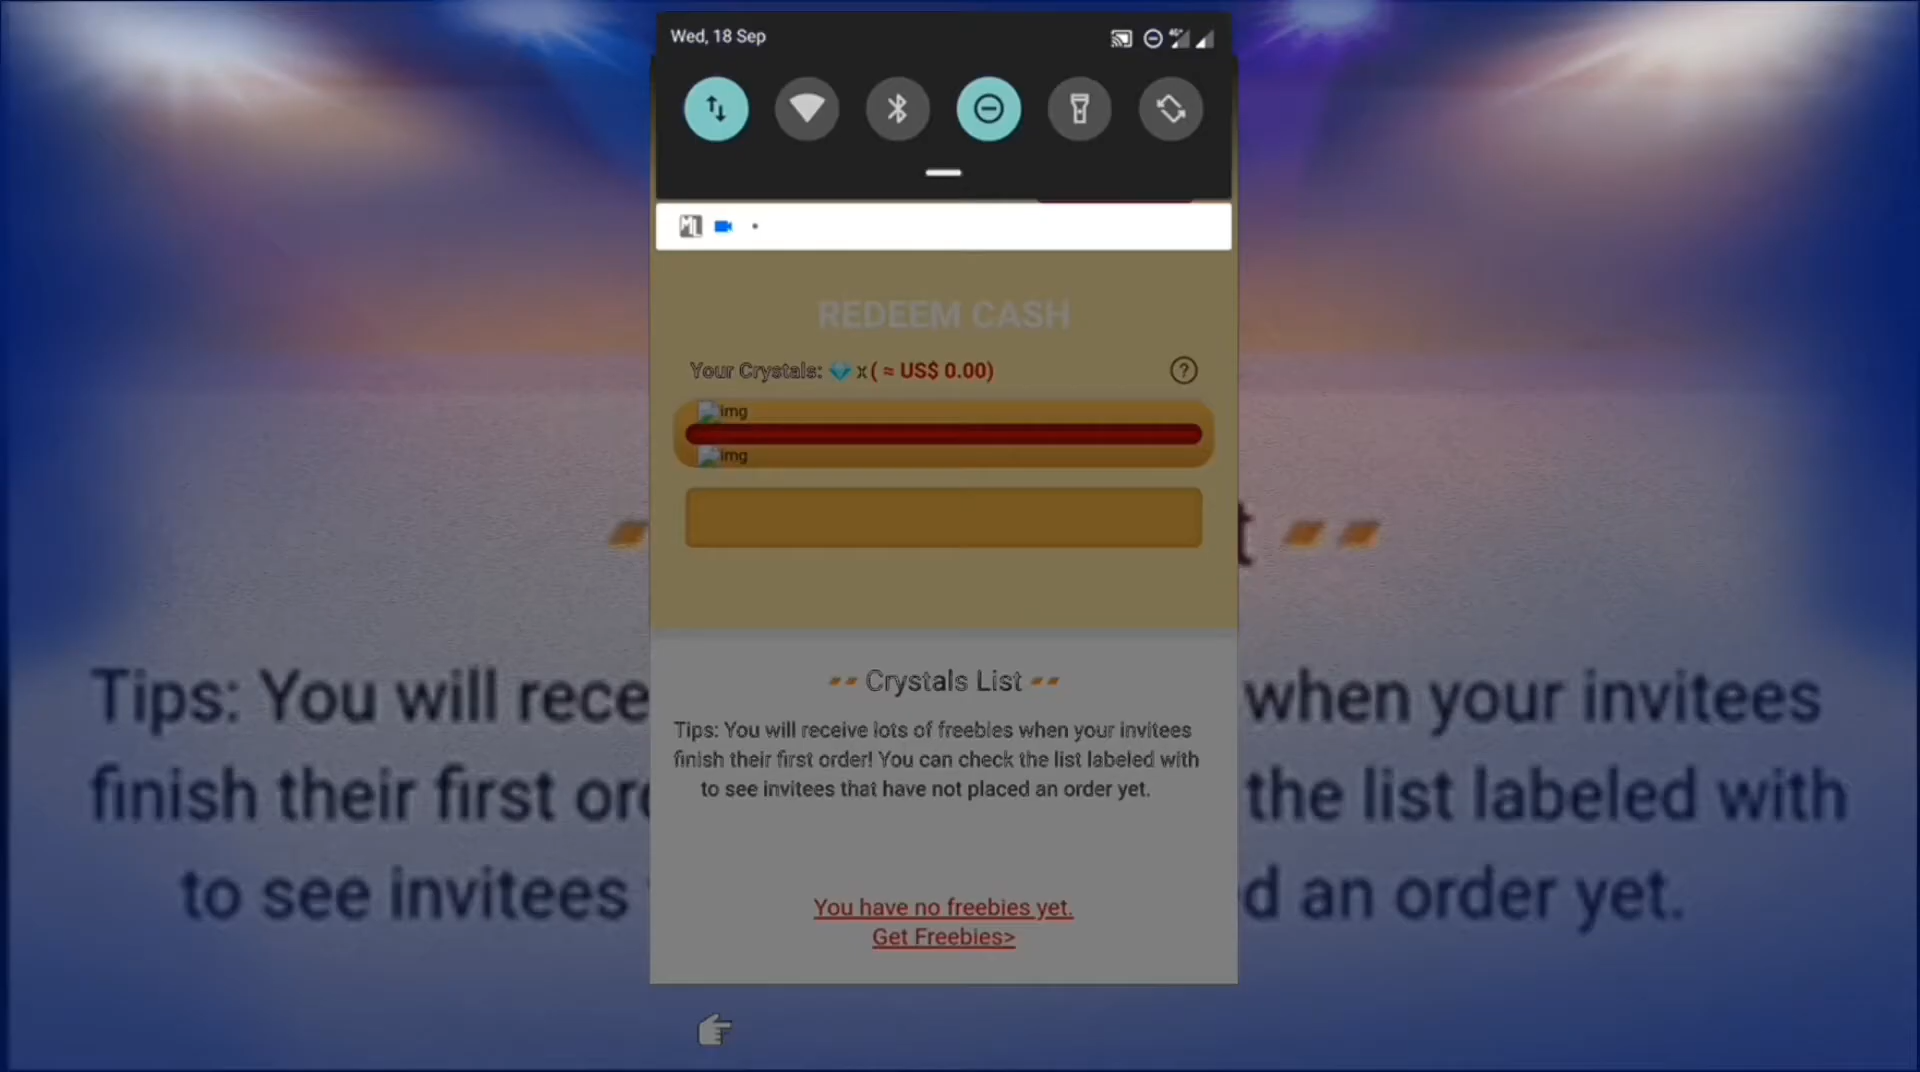 Wed, 18 Sep
4G+
ML
REDEEM CASH
Your Crystals: x ( ≈ US$ 0.00)
?
img
img
Crystals List
Tips: You will receive lots of freebies when your invitees
finish their first order! You can check the list labeled with
to see invitees that have not placed an order yet.
You have no freebies yet.
Get Freebies>
t
Tips: You will rece when your invitees
finish their first ord the list labeled with
to see invitees d an order yet.